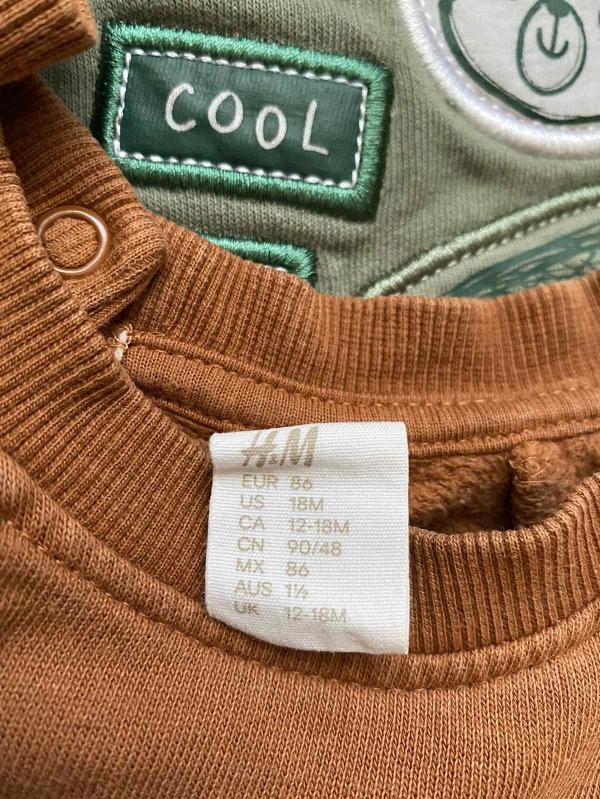 COOL
H&M
EUR 86
US 18M
CA 12-18M
CN 90/48
MX 86
AUS 1½
UK 12-18M